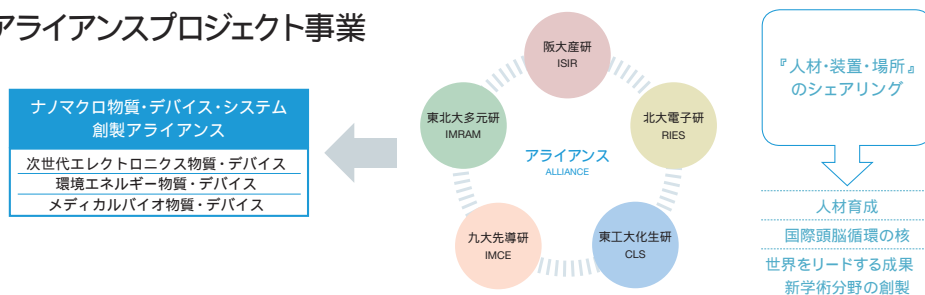 アライアンスプロジェクト事業
ナノマクロ物質・デバイス・システム
創製アライアンス
次世代エレクトロニクス物質・デバイス
環境エネルギー物質・デバイス
メディカルバイオ物質・デバイス
阪大産研
ISIR
東北大多元研
IMRAM
北大電子研
RIES
アライアンス
ALLIANCE
九大先導研
IMCE
東工大化生研
CLS
『人材・装置・場所』
のシェアリング
人材育成
国際頭脳循環の核
世界をリードする成果
新学術分野の創製